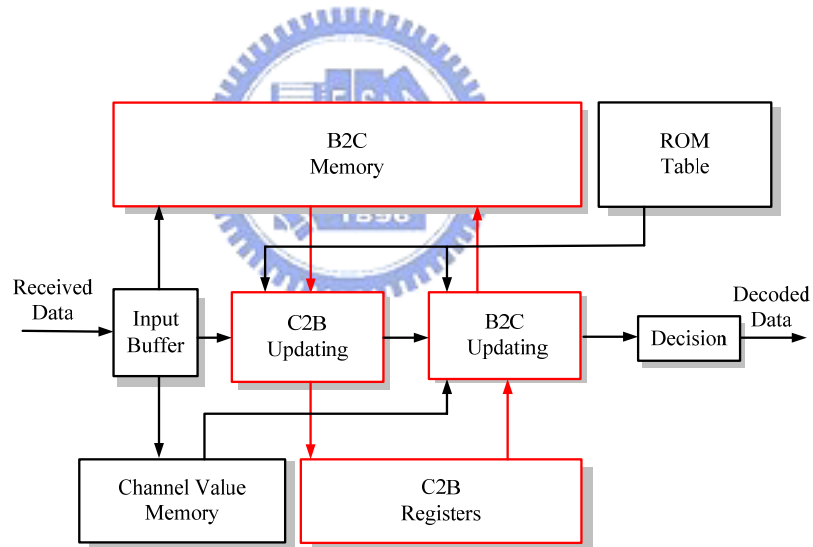 B2C
Memory
ROM
Table
1896
Received
Data
Input
Buffer
C2B
Updating
B2C
Updating
Decision
Decoded
Data
Channel Value
Memory
C2B
Registers